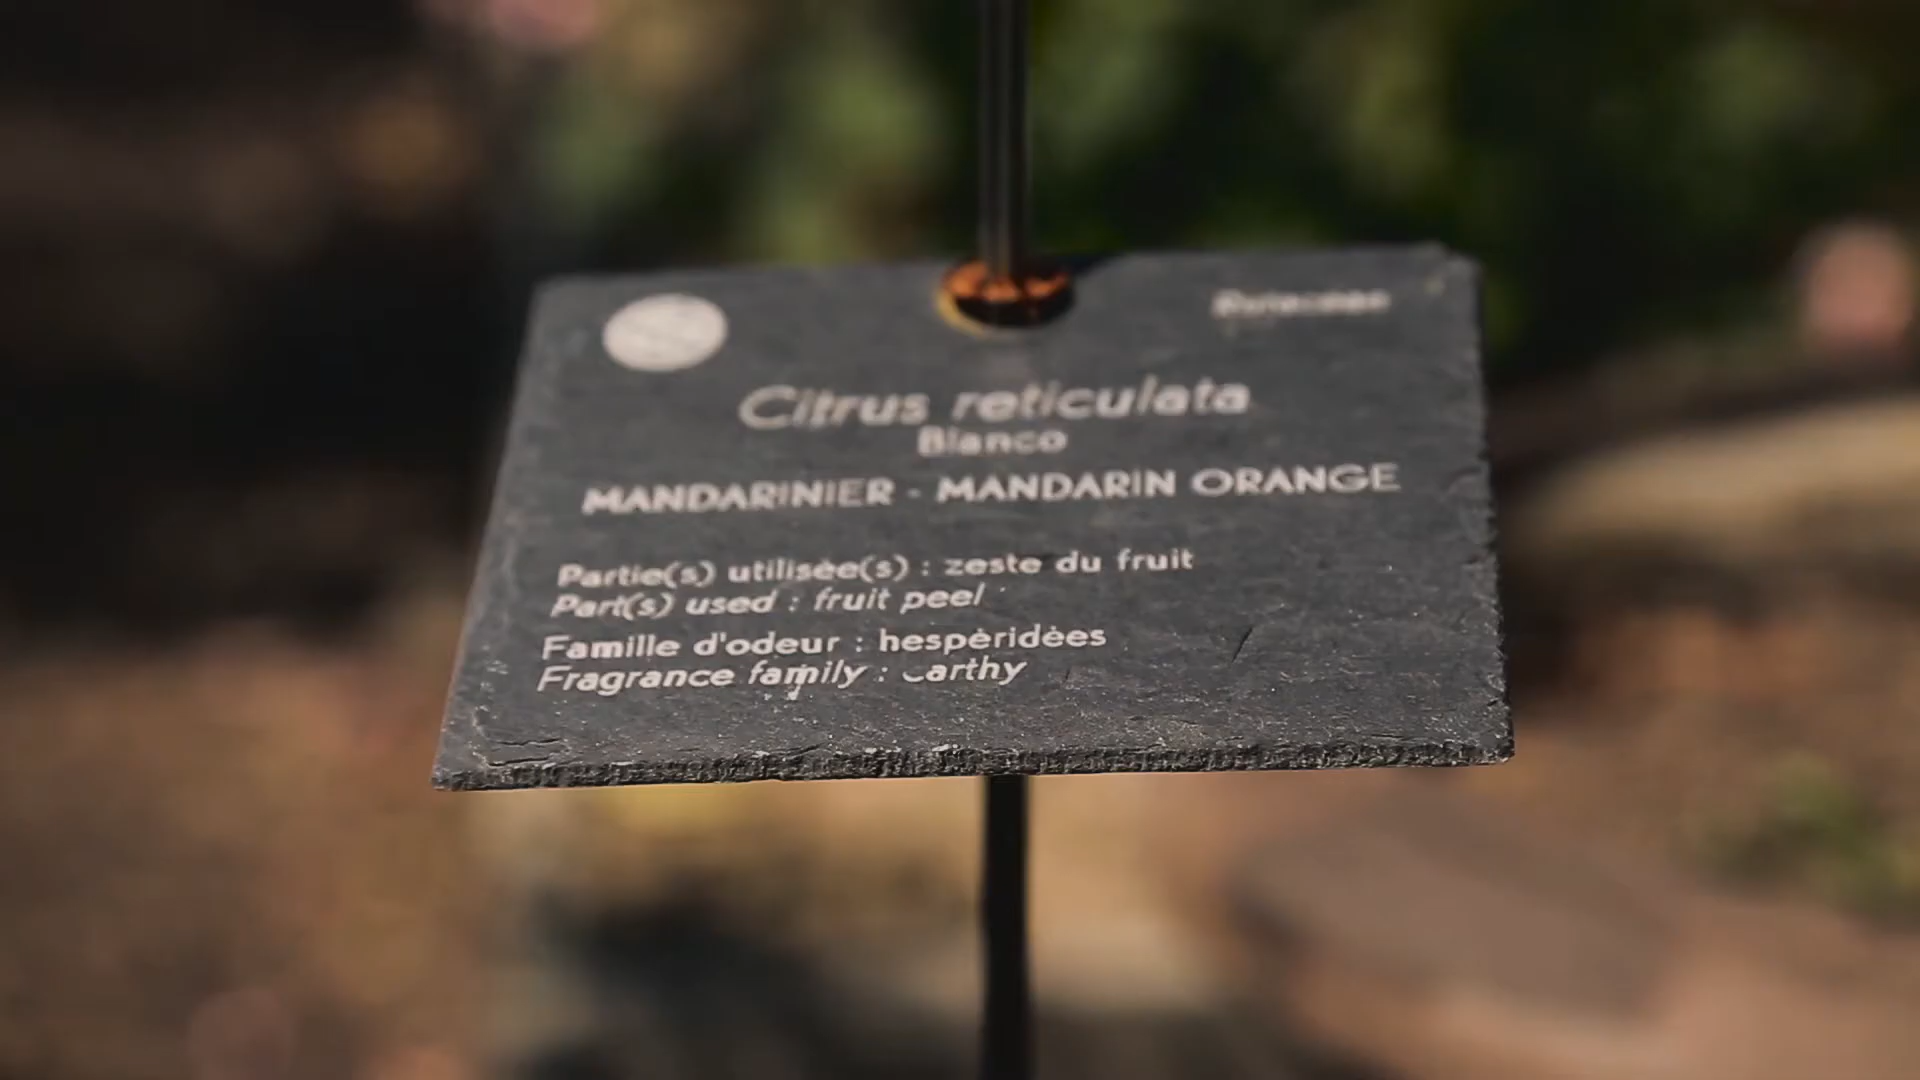 Rutaceae
Citrus reticulata
Blanco
MANDARINIER - MANDARIN ORANGE
Partie(s) utilisée(s) : zeste du fruit
Part(s) used : fruit peel
Famille d'odeur : hespéridées
Fragrance family :